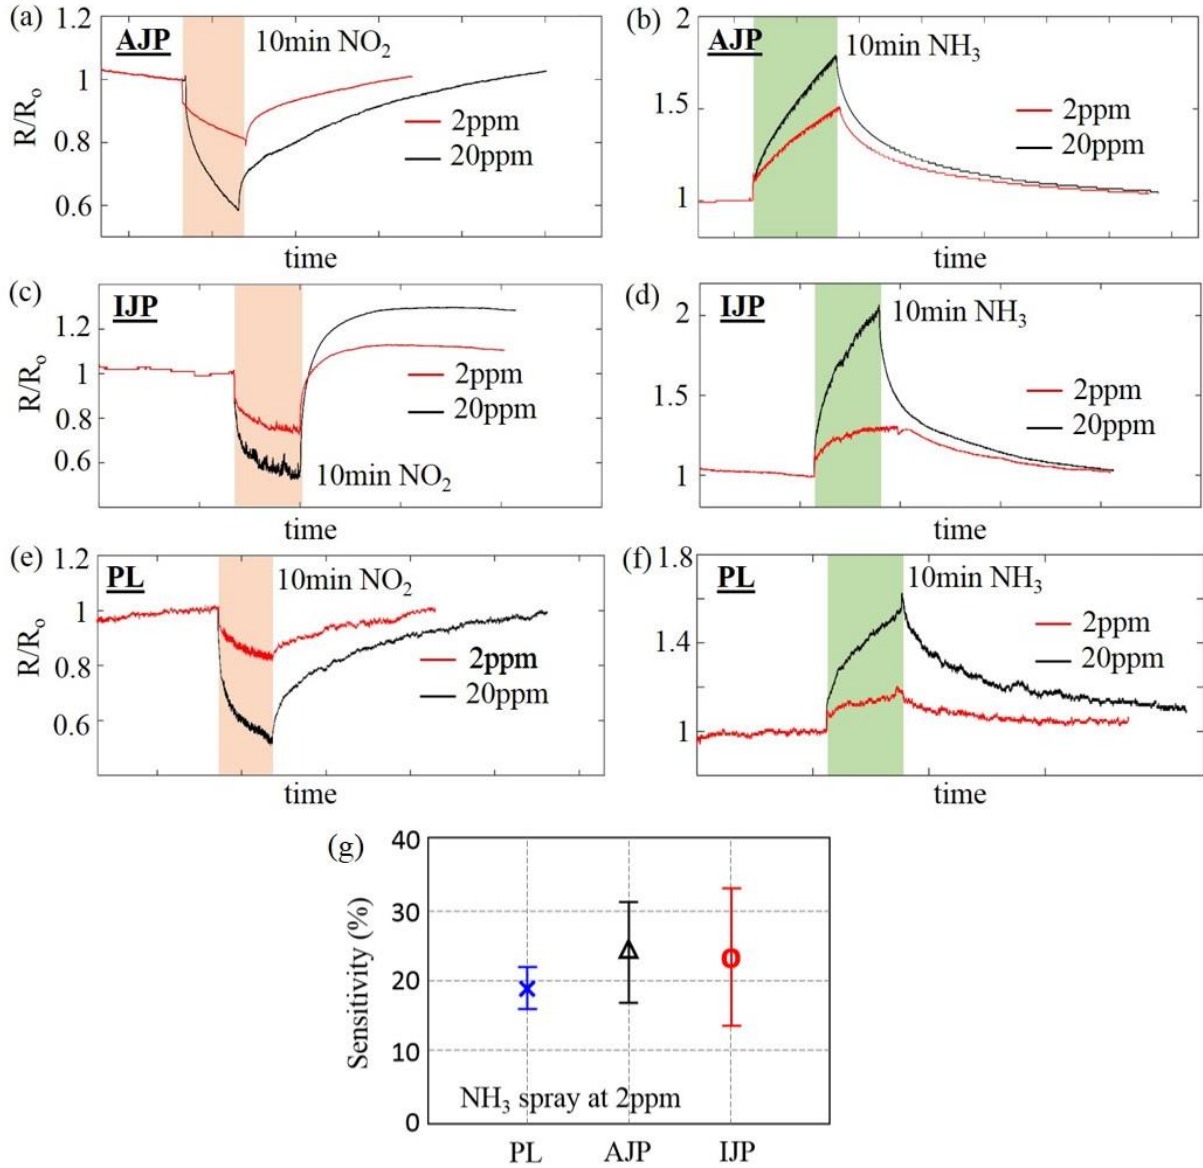 (a)
1.2
1
0.8
0.6
R/Rₒ
AJP
10min NO₂
2ppm
20ppm
time
(b)
2
1.5
1
AJP
10min NH₃
2ppm
20ppm
time
(c)
1.2
1
0.8
0.6
R/Rₒ
IJP
2ppm
20ppm
10min NO₂
time
(d)
2
1.5
1
IJP
10min NH₃
2ppm
20ppm
time
(e)
1.2
1
0.8
0.6
R/Rₒ
PL
10min NO₂
2ppm
20ppm
time
(f)
1.8
1.4
1
PL
10min NH₃
2ppm
20ppm
time
(g)
40
30
20
10
0
Sensitivity (%)
NH₃ spray at 2ppm
PL AJP IJP